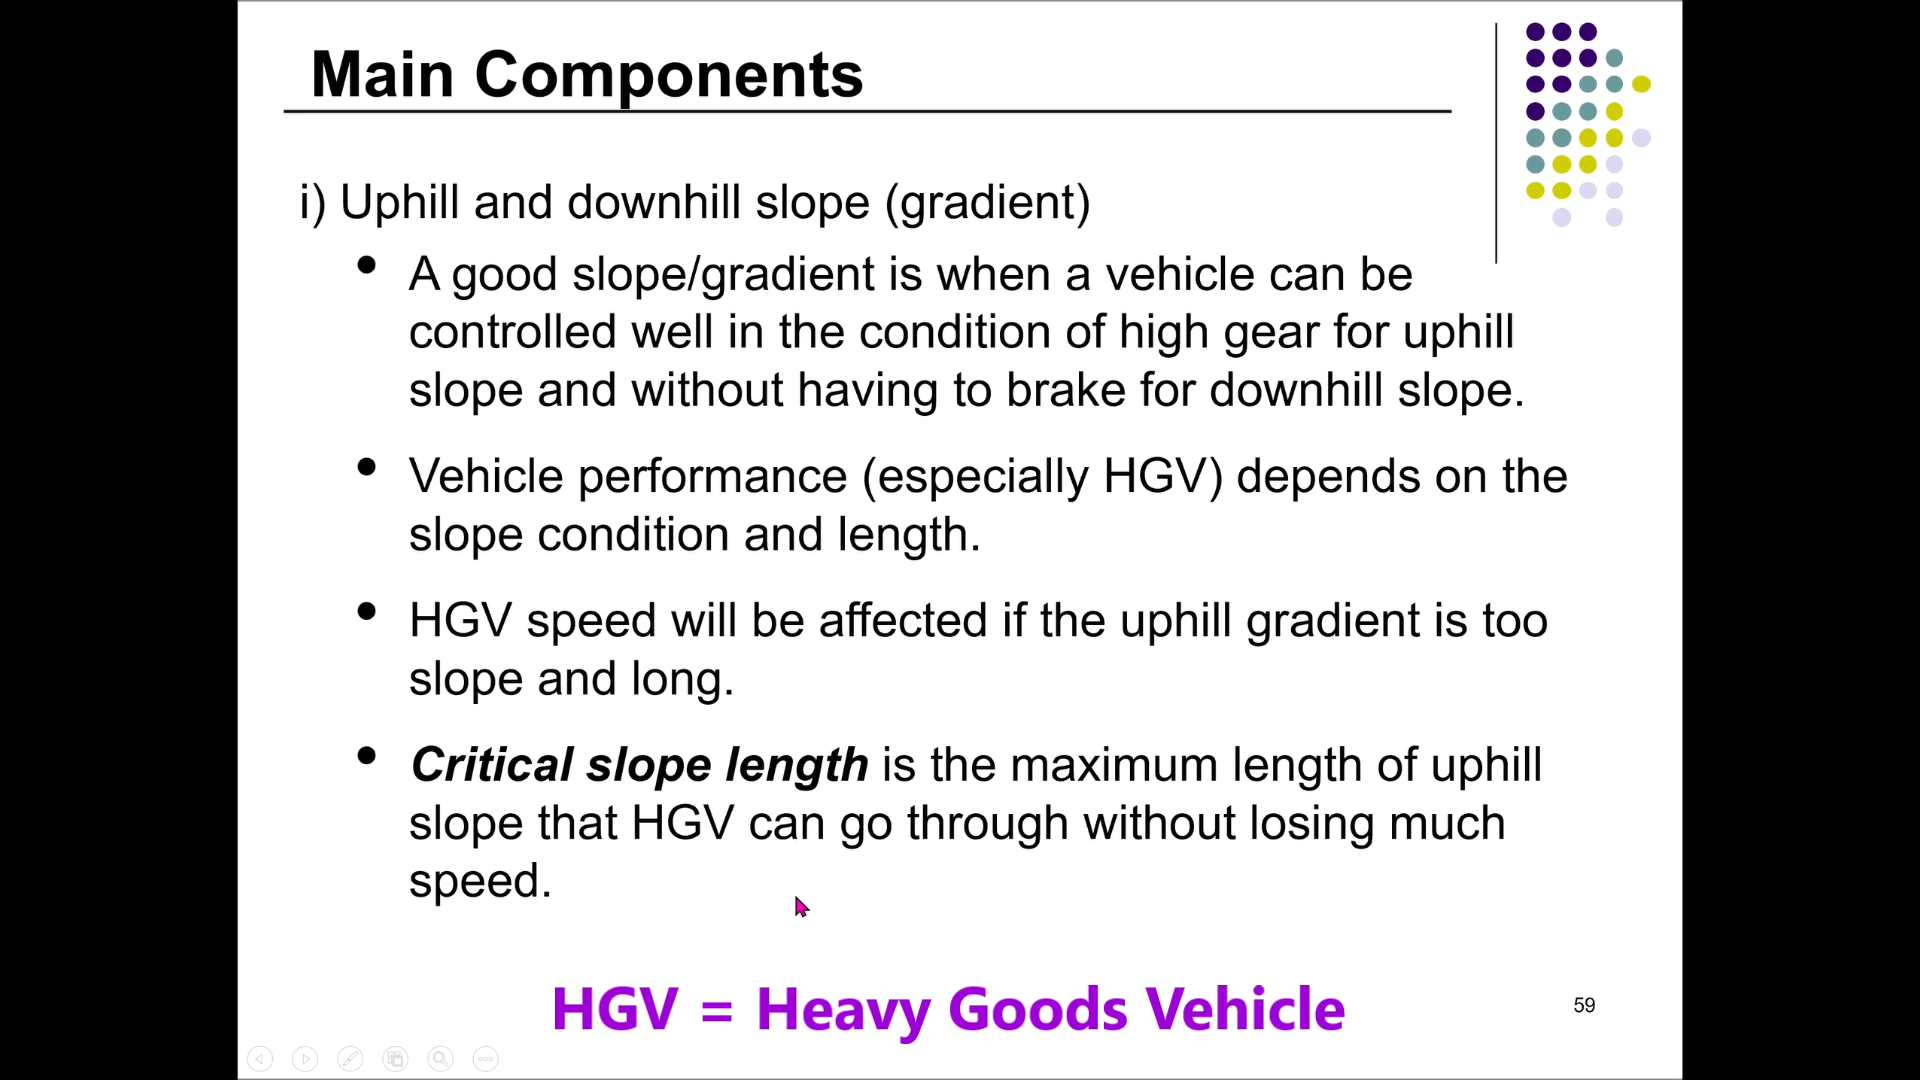 Main Components
i) Uphill and downhill slope (gradient)
• A good slope/gradient is when a vehicle can be
controlled well in the condition of high gear for uphill
slope and without having to brake for downhill slope.
• Vehicle performance (especially HGV) depends on the
slope condition and length.
• HGV speed will be affected if the uphill gradient is too
slope and long.
• Critical slope length is the maximum length of uphill
slope that HGV can go through without losing much
speed.
HGV = Heavy Goods Vehicle
59